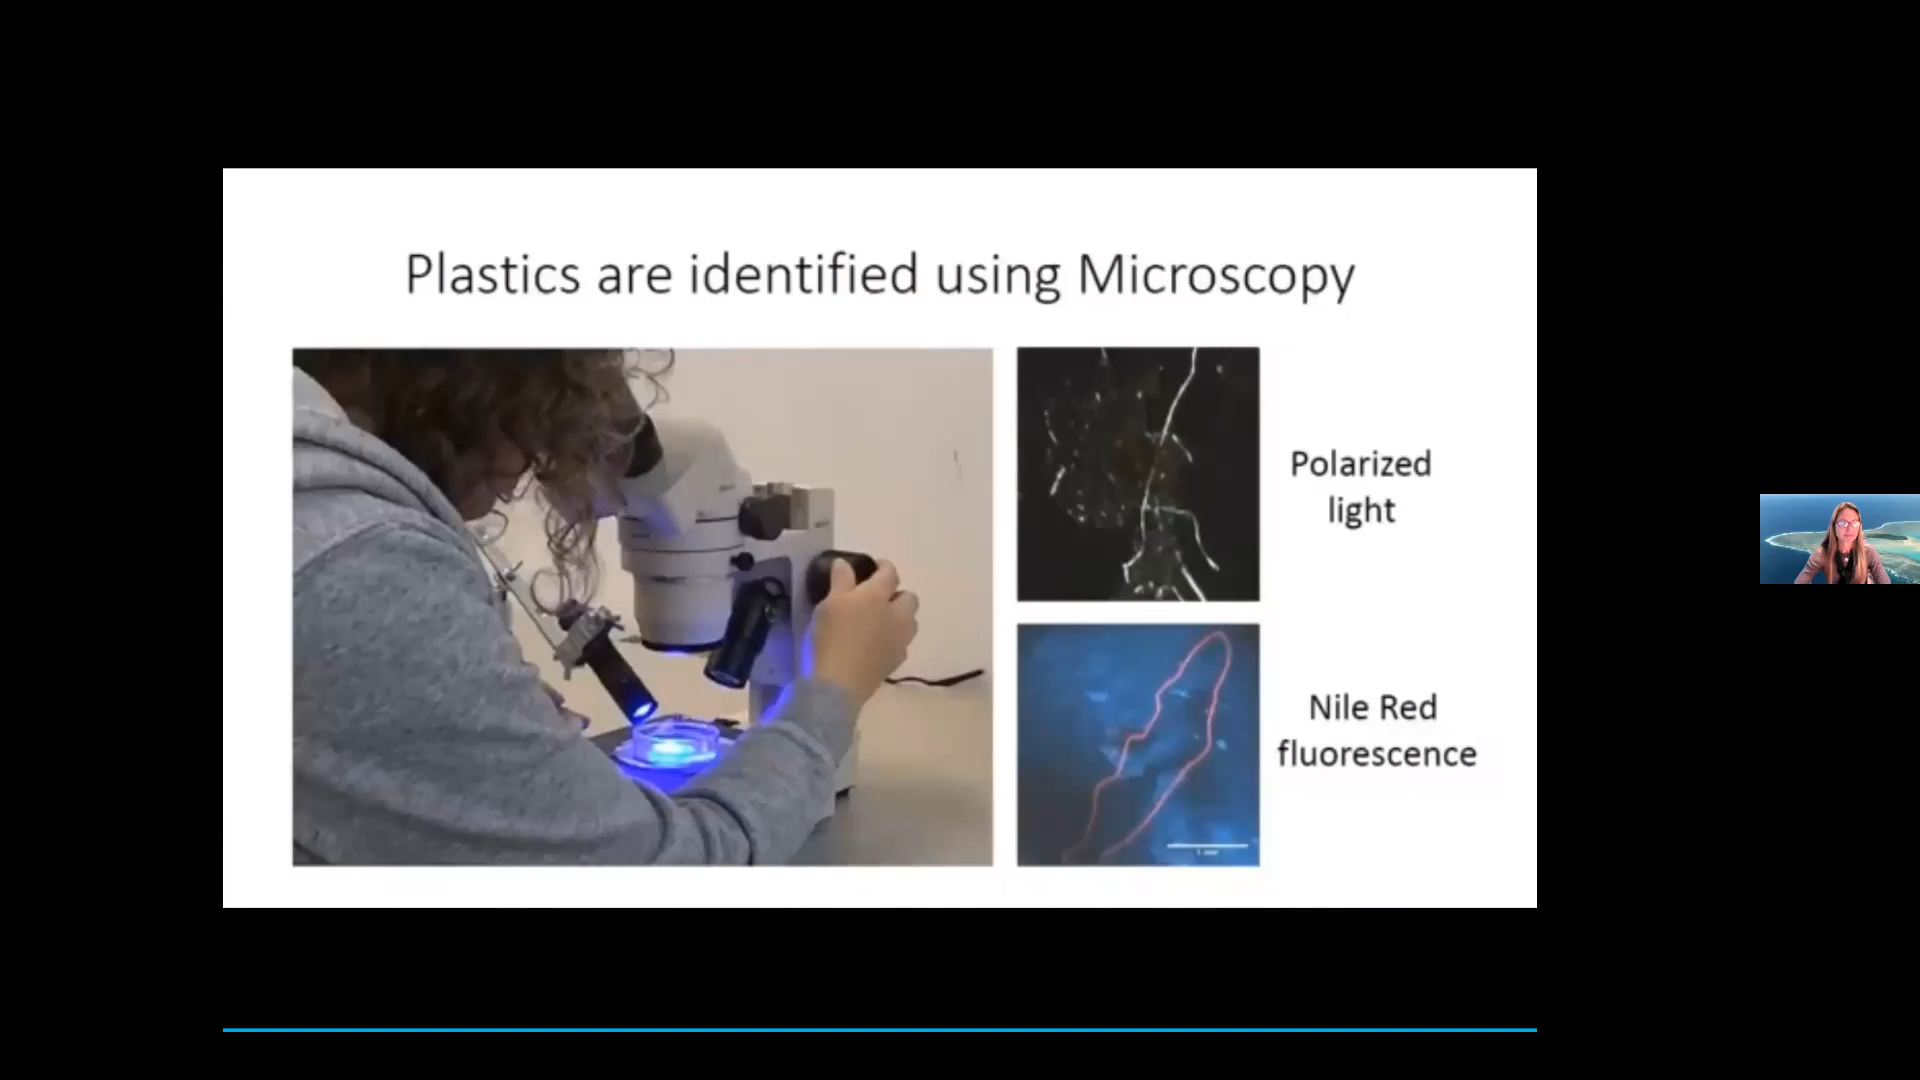 Plastics are identified using Microscopy
Polarized
light
Nile Red
fluorescence